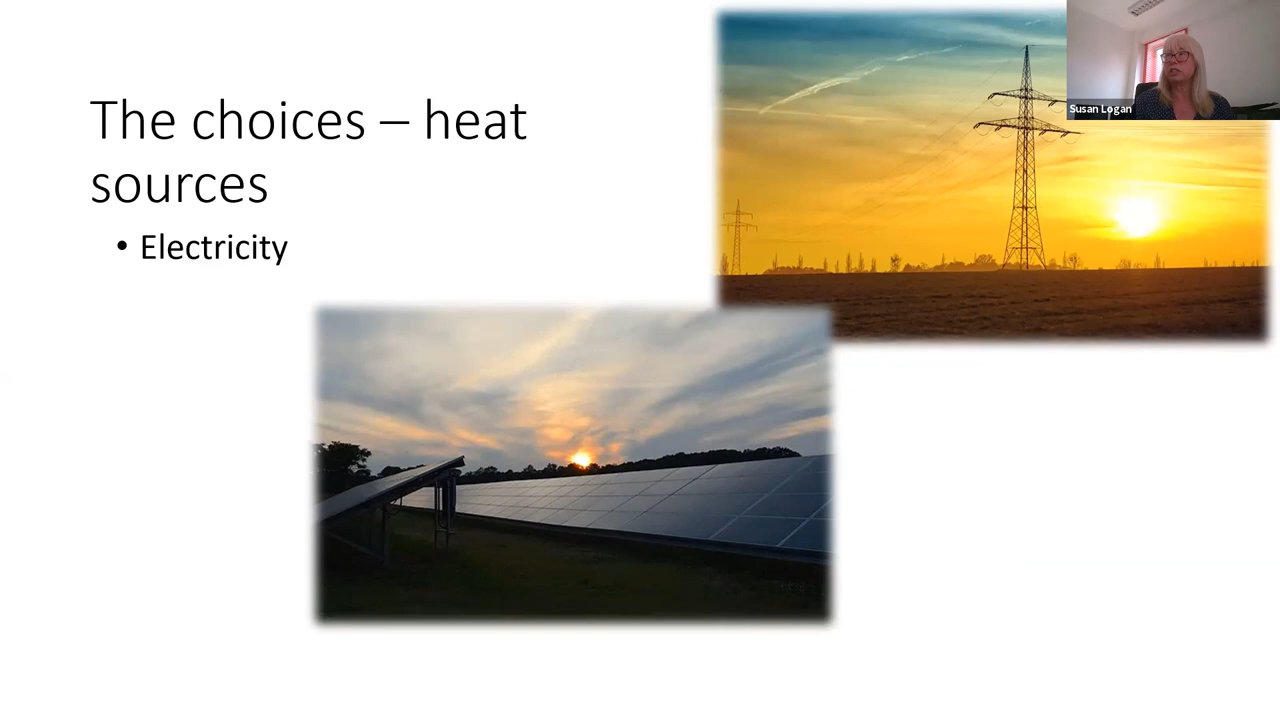 The choices – heat
sources
• Electricity
Susan Logan